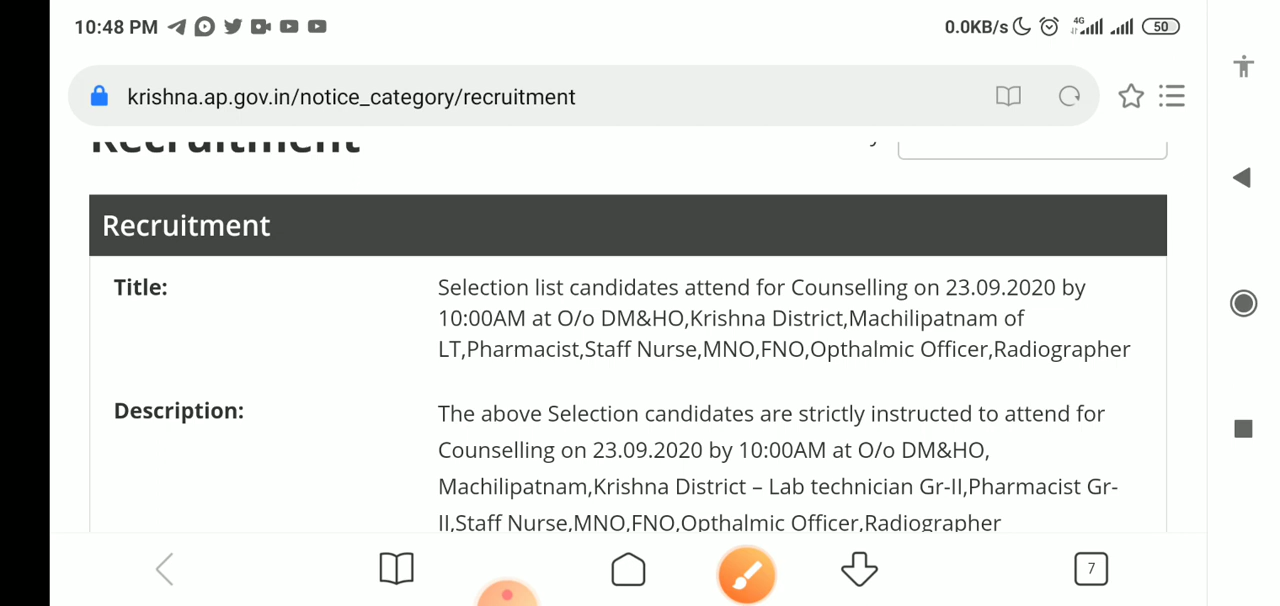 10:48 PM
0.0KB/s
4G
50
krishna.ap.gov.in/notice_category/recruitment
Recruitment
Recruitment
Title:
Selection list candidates attend for Counselling on 23.09.2020 by
10:00AM at O/o DM&HO,Krishna District,Machilipatnam of
LT,Pharmacist,Staff Nurse,MNO,FNO,Opthalmic Officer,Radiographer
Description:
The above Selection candidates are strictly instructed to attend for
Counselling on 23.09.2020 by 10:00AM at O/o DM&HO,
Machilipatnam,Krishna District – Lab technician Gr-II,Pharmacist Gr-
II,Staff Nurse,MNO,FNO,Opthalmic Officer,Radiographer
7